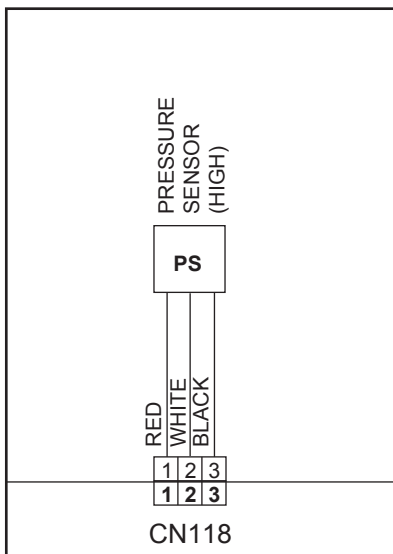 PRESSURE
SENSOR
(HIGH)
PS
RED
WHITE
BLACK
1 2 3
1 2 3
CN118